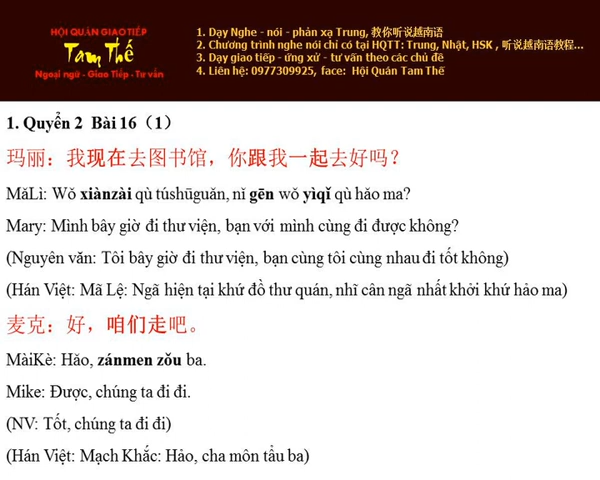 HỘI QUÁN GIAO TIẾP
Tam Thế
Ngoại ngữ - Giao Tiếp - Tư vấn
1. Dạy Nghe - nói - phản xạ Trung, 教你听说越南语
2. Chương trình nghe nói chỉ có tại HQTT: Trung, Nhật, HSK , 听说越南语教程...
3. Dạy giao tiếp - ứng xử - tư vấn theo các chủ đề
4. Liên hệ: 0977309925, face: Hội Quán Tam Thế
1. Quyển 2 Bài 16（1）
玛丽：我现在去图书馆，你跟我一起去好吗？
MǎLì: Wǒ xiànzài qù túshūguǎn, nǐ gēn wǒ yìqǐ qù hǎo ma?
Mary: Mình bây giờ đi thư viện, bạn với mình cùng đi được không?
(Nguyên văn: Tôi bây giờ đi thư viện, bạn cùng tôi cùng nhau đi tốt không)
(Hán Việt: Mã Lệ: Ngã hiện tại khứ đồ thư quán, nhĩ cân ngã nhất khởi khứ hảo ma)
麦克：好，咱们走吧。
MàiKè: Hǎo, zánmen zǒu ba.
Mike: Được, chúng ta đi đi.
(NV: Tốt, chúng ta đi đi)
(Hán Việt: Mạch Khắc: Hảo, cha môn tẩu ba)